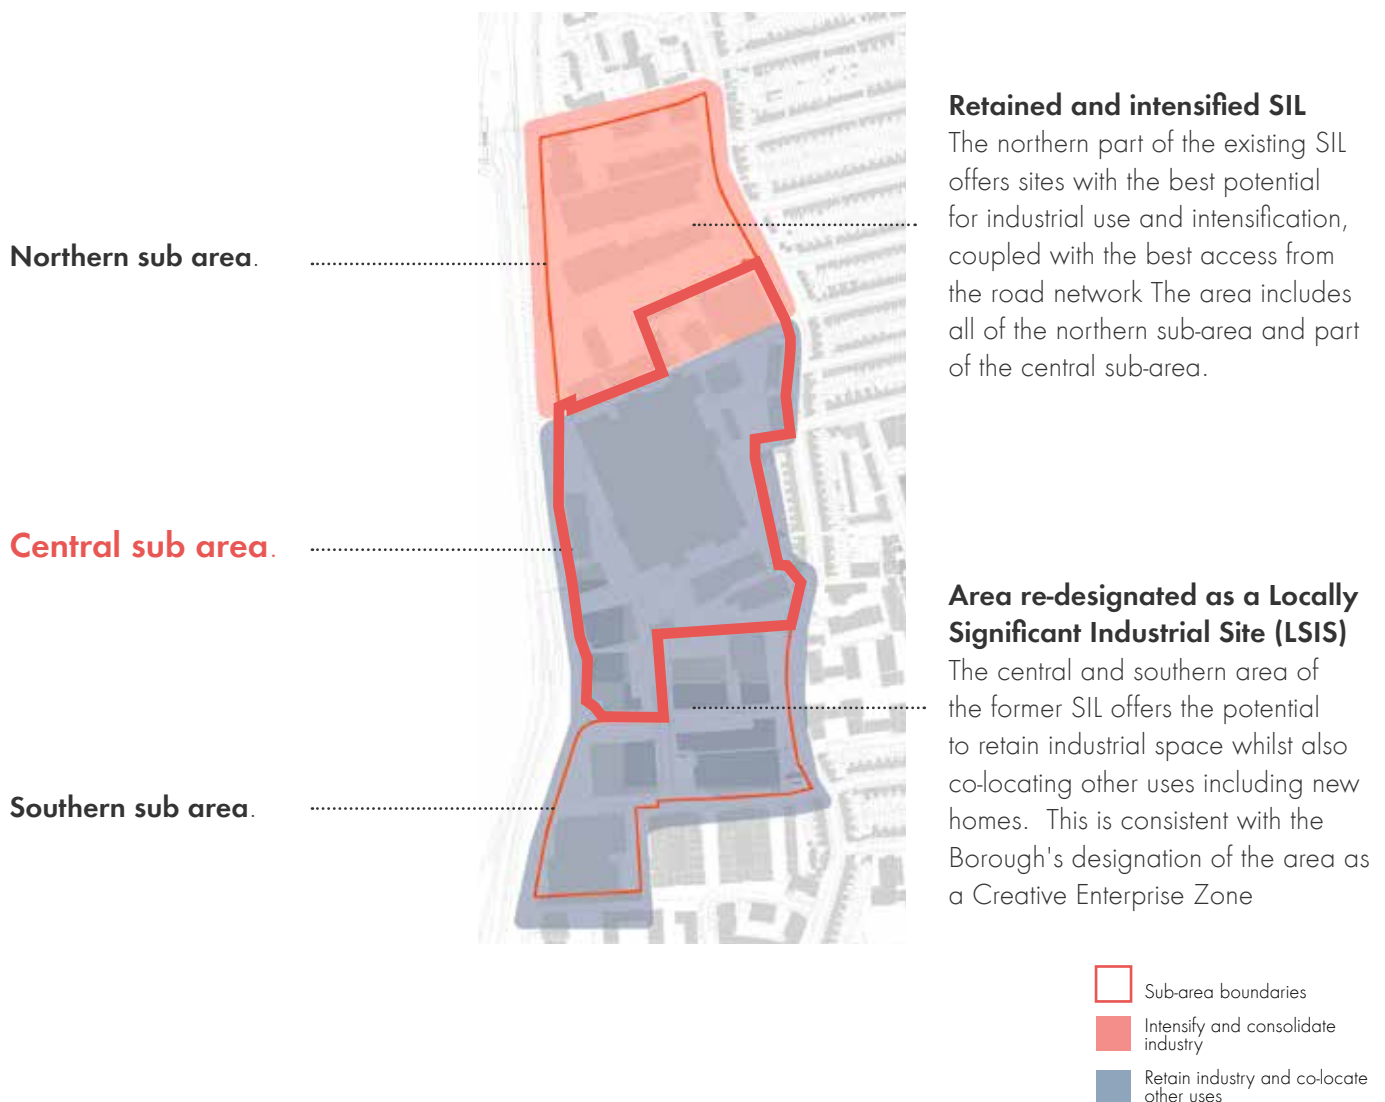 Northern sub area.
Central sub area.
Southern sub area.
Retained and intensified SIL
The northern part of the existing SIL
offers sites with the best potential
for industrial use and intensification,
coupled with the best access from
the road network The area includes
all of the northern sub-area and part
of the central sub-area.
Area re-designated as a Locally
Significant Industrial Site (LSIS)
The central and southern area of
the former SIL offers the potential
to retain industrial space whilst also
co-locating other uses including new
homes.  This is consistent with the
Borough's designation of the area as
a Creative Enterprise Zone
Sub-area boundaries
Intensify and consolidate
industry
Retain industry and co-locate
other uses